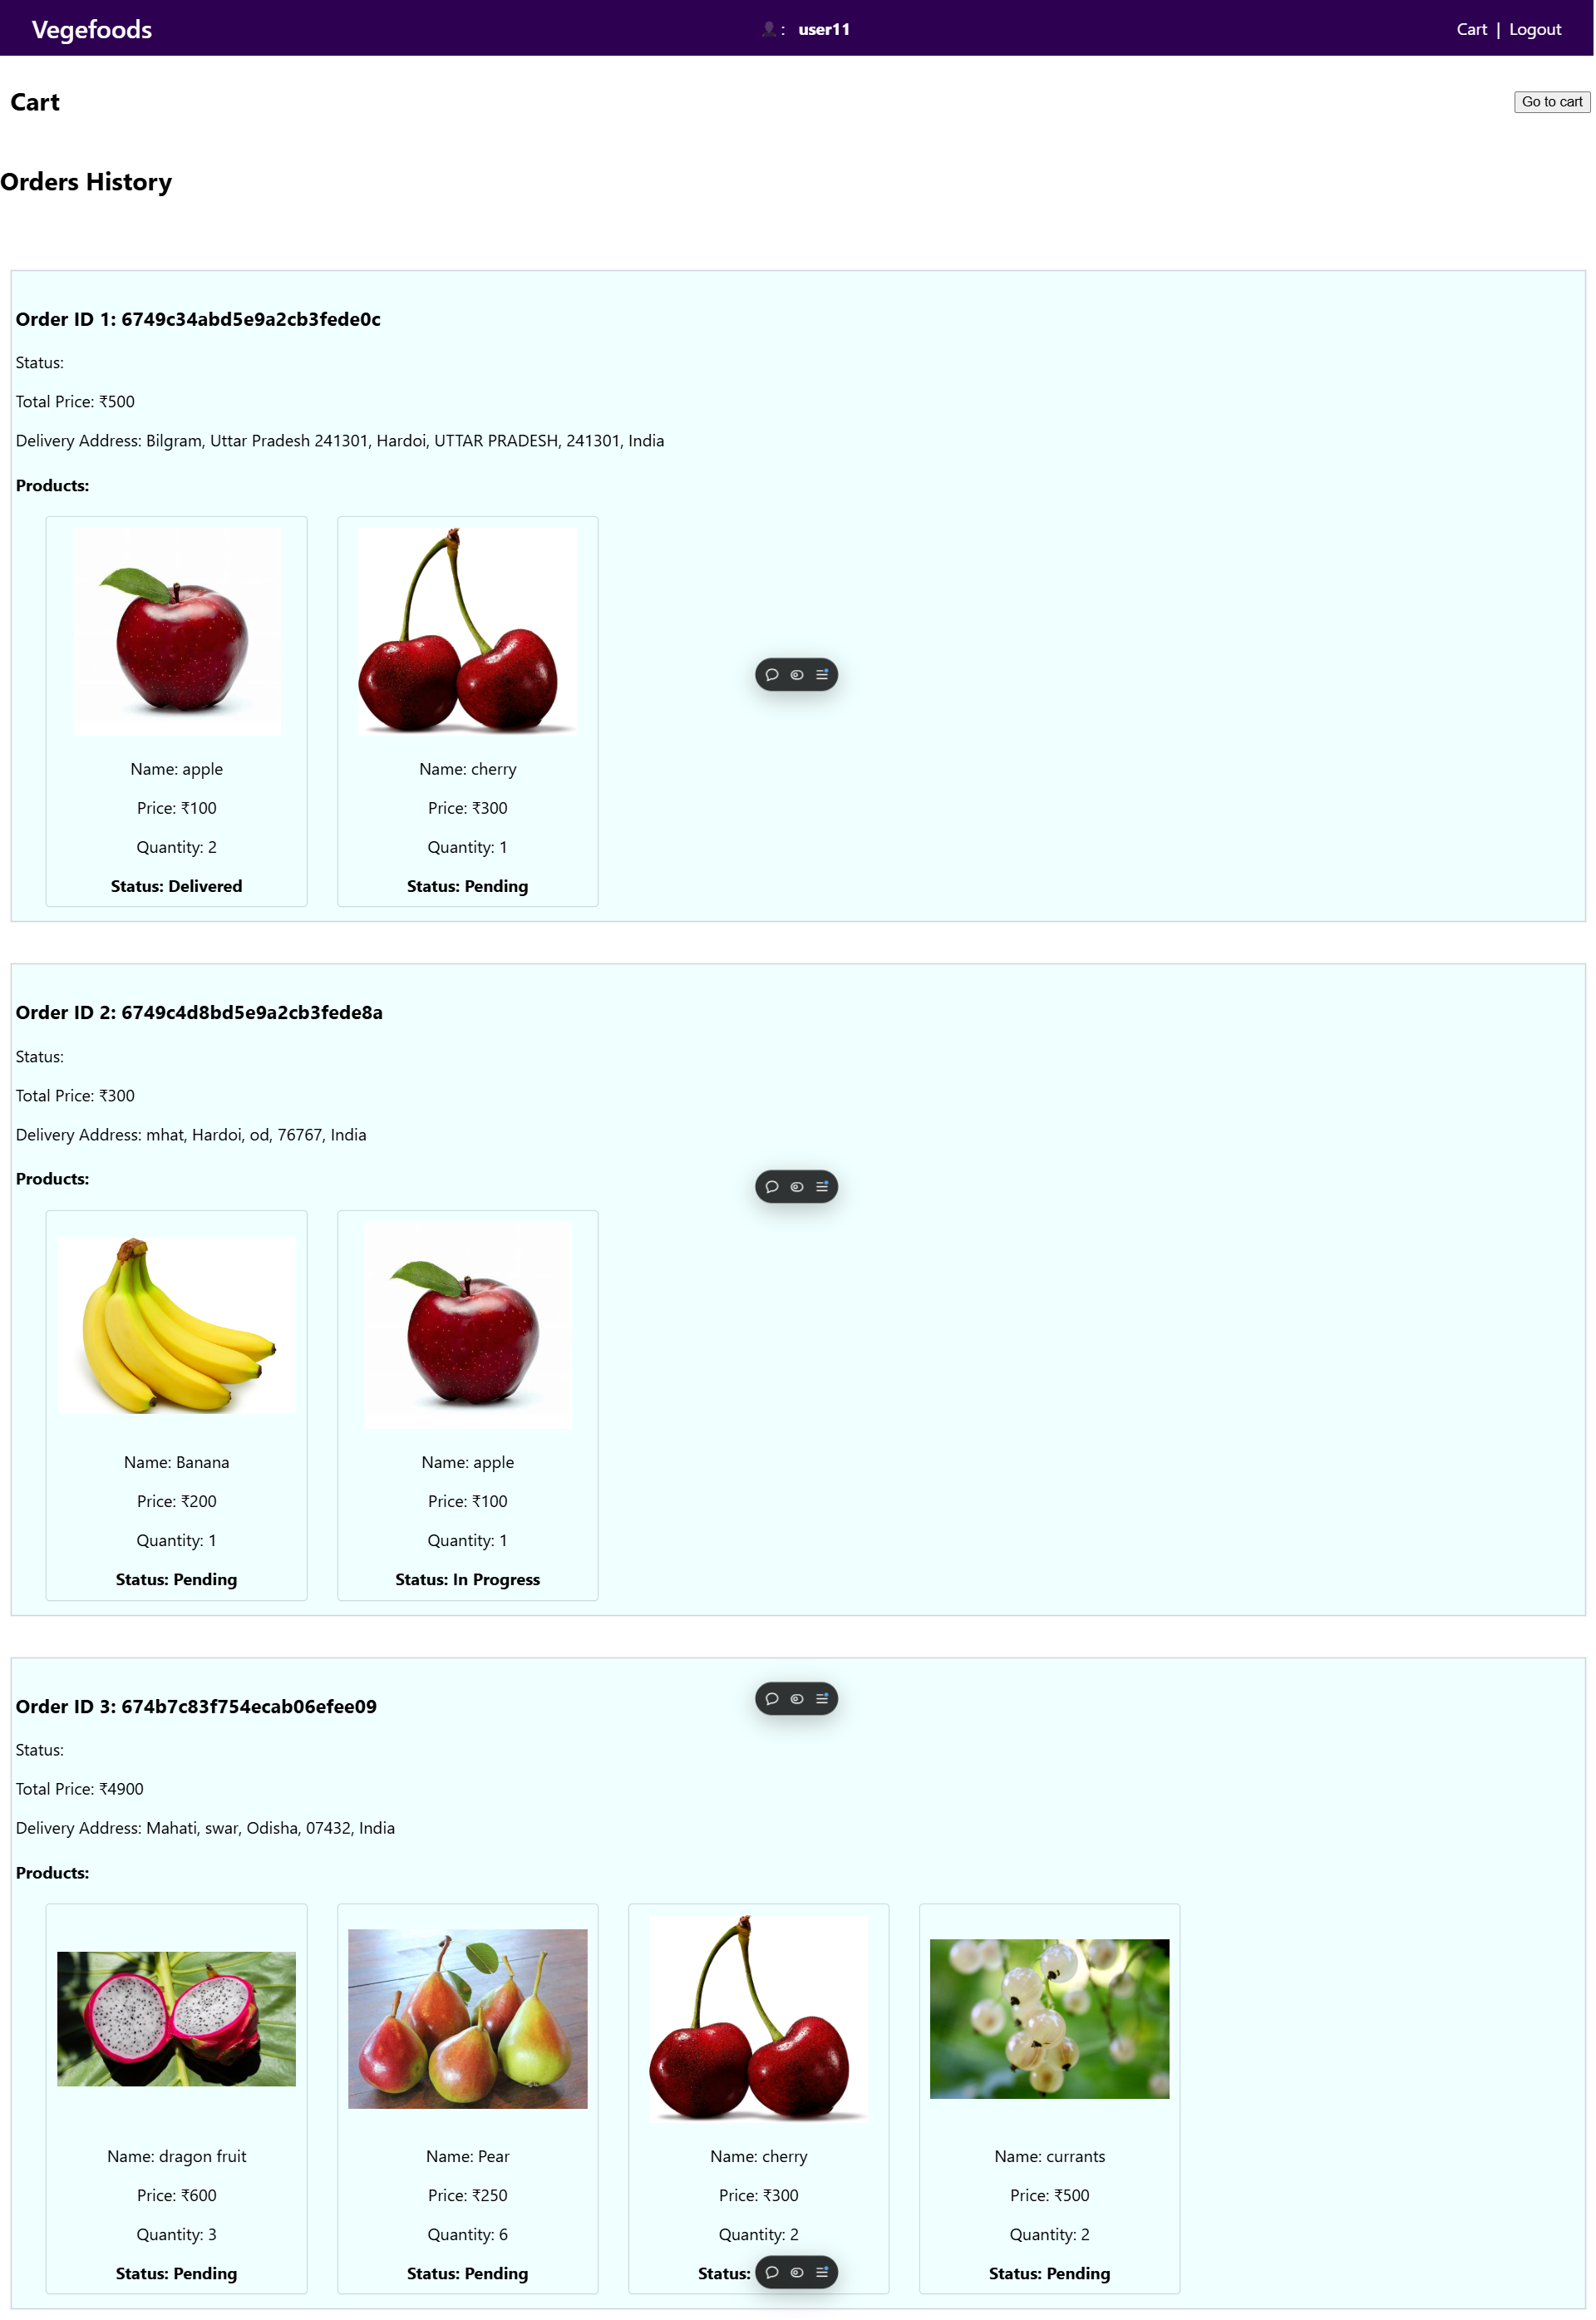 Vegefoods
: user11
Cart | Logout
Cart
Go to cart
Orders History
Order ID 1: 6749c34abd5e9a2cb3fede0c
Status:
Total Price: ₹500
Delivery Address: Bilgram, Uttar Pradesh 241301, Hardoi, UTTAR PRADESH, 241301, India
Products:
Name: apple
Price: ₹100
Quantity: 2
Status: Delivered
Name: cherry
Price: ₹300
Quantity: 1
Status: Pending
Order ID 2: 6749c4d8bd5e9a2cb3fede8a
Status:
Total Price: ₹300
Delivery Address: mhat, Hardoi, od, 76767, India
Products:
Name: Banana
Price: ₹200
Quantity: 1
Status: Pending
Name: apple
Price: ₹100
Quantity: 1
Status: In Progress
Order ID 3: 674b7c83f754ecab06efee09
Status:
Total Price: ₹4900
Delivery Address: Mahati, swar, Odisha, 07432, India
Products:
Name: dragon fruit
Price: ₹600
Quantity: 3
Status: Pending
Name: Pear
Price: ₹250
Quantity: 6
Status: Pending
Name: cherry
Price: ₹300
Quantity: 2
Status:
Name: currants
Price: ₹500
Quantity: 2
Status: Pending